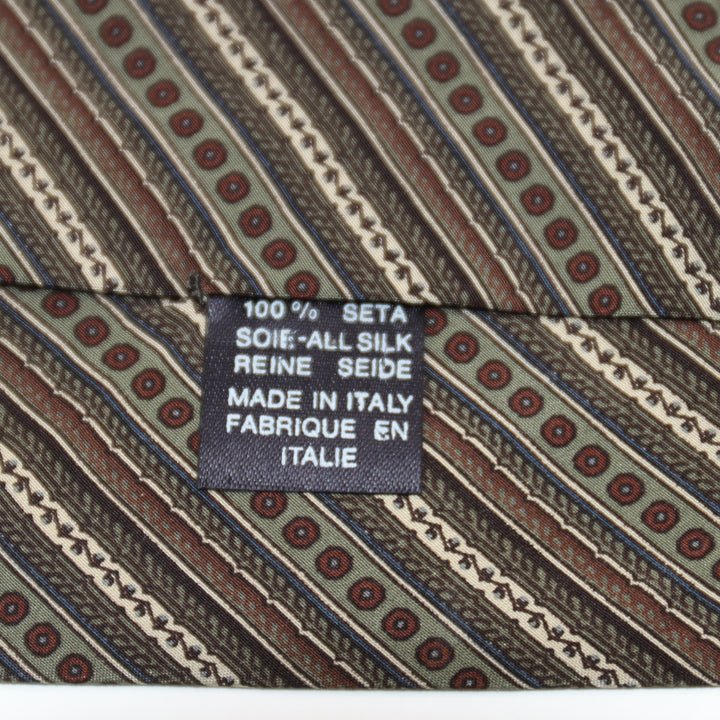 100% SETA
SOIE-ALL SILK
REINE SEIDE
MADE IN ITALY
FABRIQUE EN
ITALIE